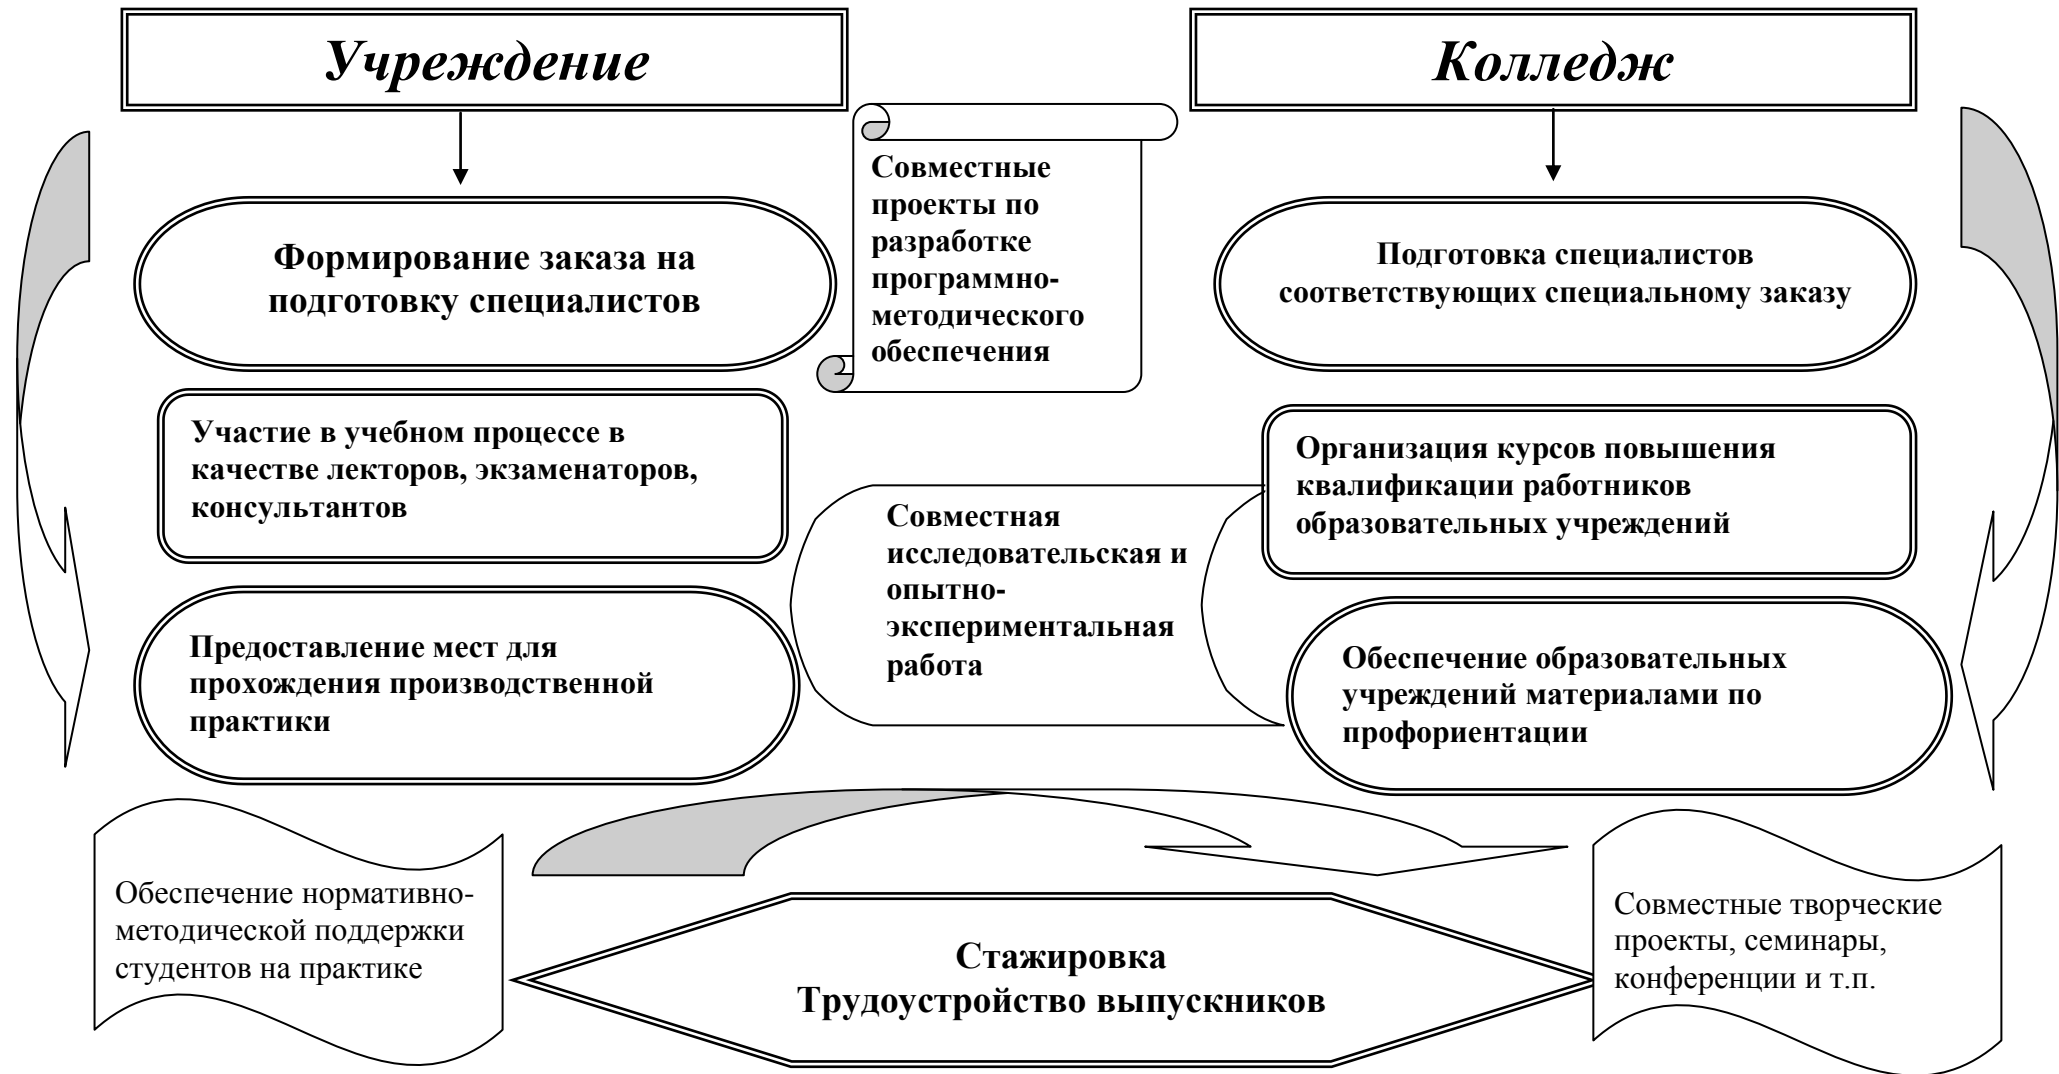 Учреждение
Колледж
Совместные
проекты по
разработке
программно-
методического
обеспечения
Формирование заказа на
подготовку специалистов
Подготовка специалистов
соответствующих специальному заказу
Участие в учебном процессе в
качестве лекторов, экзаменаторов,
консультантов
Организация курсов повышения
квалификации работников
образовательных учреждений
Совместная
исследовательская и
опытно-
экспериментальная
работа
Предоставление мест для
прохождения производственной
практики
Обеспечение образовательных
учреждений материалами по
профориентации
Обеспечение нормативно-
методической поддержки
студентов на практике
Стажировка
Трудоустройство выпускников
Совместные творческие
проекты, семинары,
конференции и т.п.